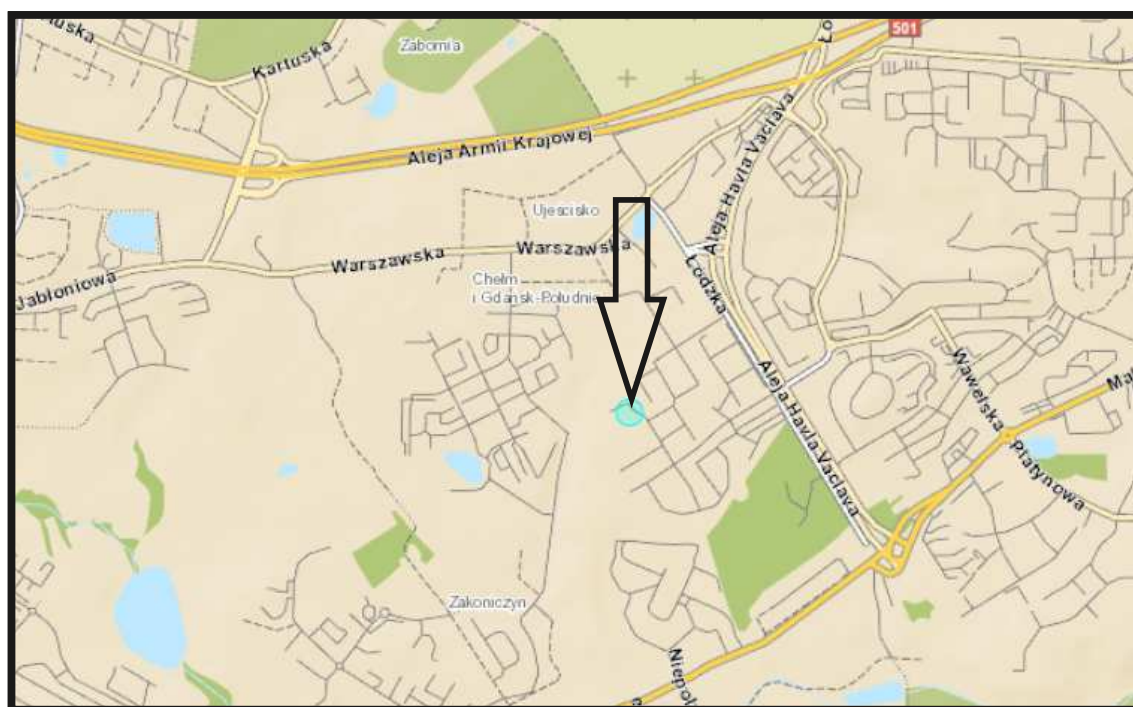 501
Zabornia
Kartuska
Aleja Armii Krajowej
Aleja Havla Vaclava
Ujeścisko
Warszawska
Warszawska
Jabłoniowa
Chełm
i Gdańsk-Południe
Łódzka
Aleja Havla Vaclava
Wawelska
Płatynowa
Zakoniczyn